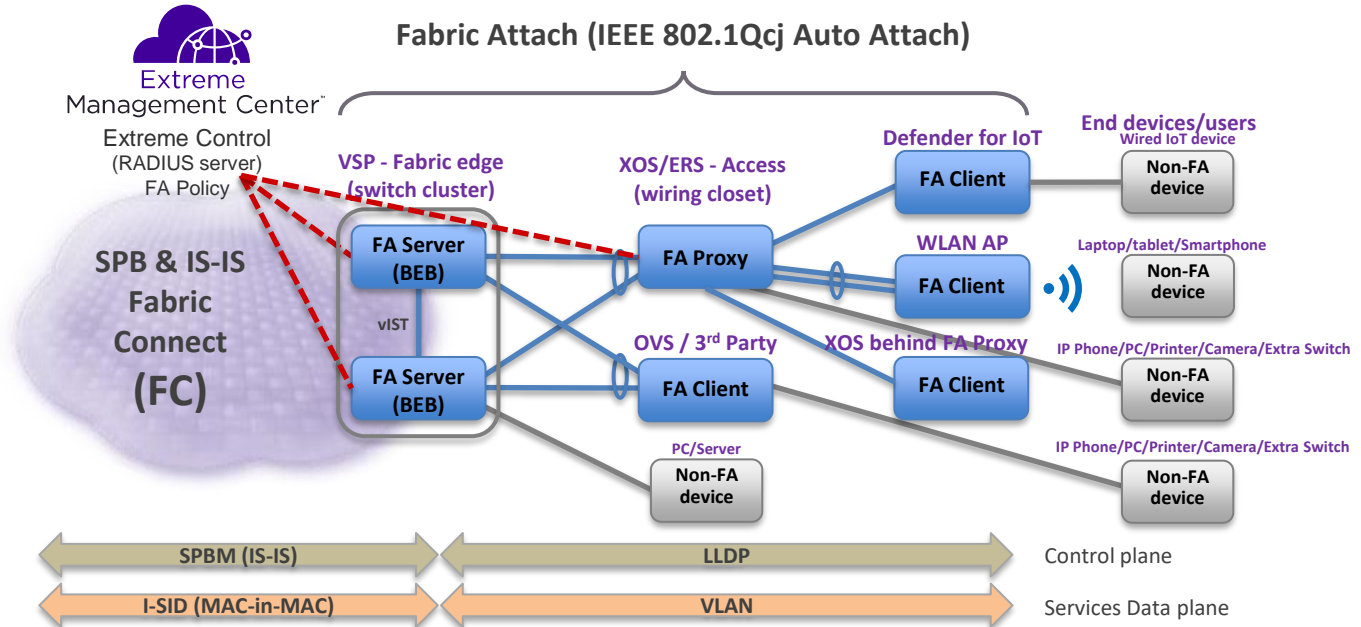 Fabric Attach (IEEE 802.1Qcj Auto Attach)
Extreme
Management Center™
Extreme Control
(RADIUS server)
FA Policy
SPB & IS-IS
Fabric
Connect
(FC)
VSP - Fabric edge
(switch cluster)
FA Server
(BEB)
vIST
FA Server
(BEB)
XOS/ERS - Access
(wiring closet)
FA Proxy
OVS / 3rd Party
FA Client
PC/Server
Non-FA
device
Defender for IoT
FA Client
WLAN AP
FA Client
XOS behind FA Proxy
FA Client
End devices/users
Wired IoT device
Non-FA
device
Laptop/tablet/Smartphone
Non-FA
device
IP Phone/PC/Printer/Camera/Extra Switch
Non-FA
device
IP Phone/PC/Printer/Camera/Extra Switch
Non-FA
device
SPBM (IS-IS)
LLDP
Control plane
I-SID (MAC-in-MAC)
VLAN
Services Data plane